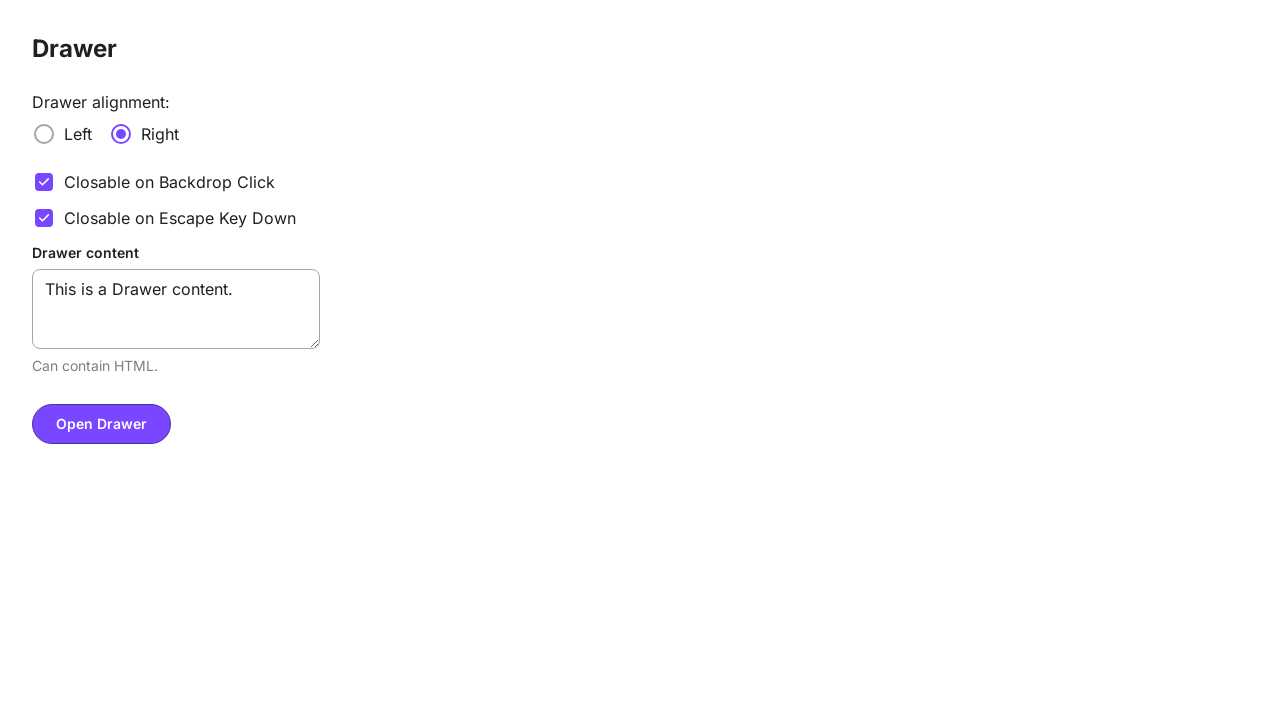 Drawer
Drawer alignment:
Left Right
Closable on Backdrop Click
Closable on Escape Key Down
Drawer content
This is a Drawer content.
Can contain HTML.
Open Drawer